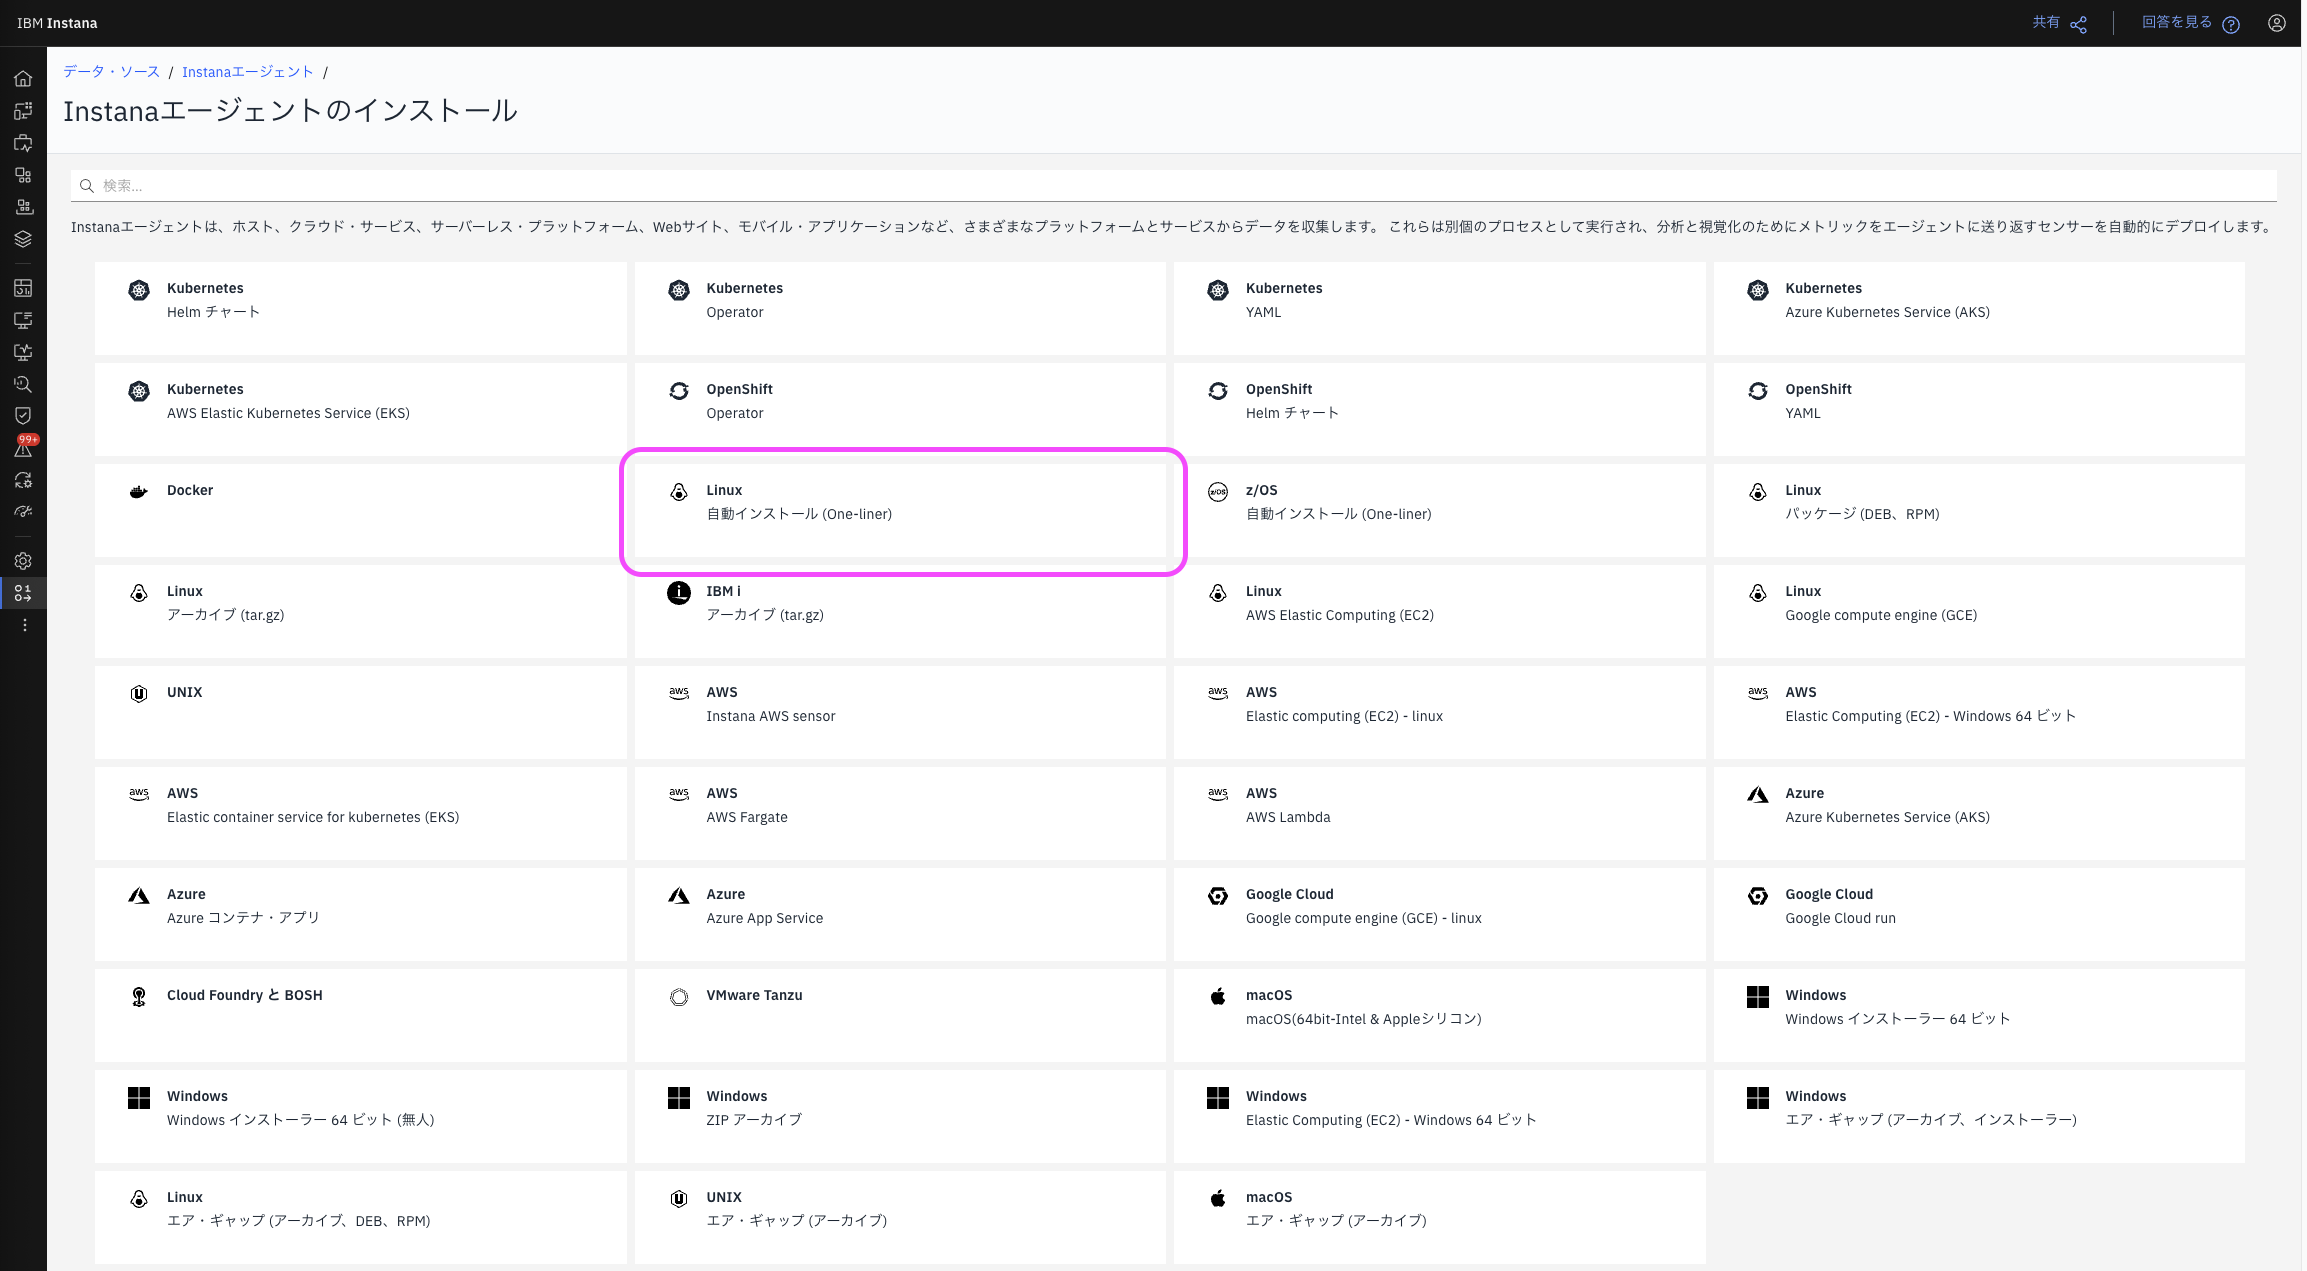 IBM Instana
共有
回答を見る
データ・ソース / Instanaエージェント /
Instanaエージェントのインストール
検索...
Instanaエージェントは、ホスト、クラウド・サービス、サーバーレス・プラットフォーム、Webサイト、モバイル・アプリケーションなど、さまざまなプラットフォームとサービスからデータを収集します。 これらは別個のプロセスとして実行され、分析と視覚化のためにメトリックをエージェントに送り返すセンサーを自動的にデプロイします。
Kubernetes
Helm チャート
Kubernetes
Operator
Kubernetes
YAML
Kubernetes
Azure Kubernetes Service (AKS)
Kubernetes
AWS Elastic Kubernetes Service (EKS)
OpenShift
Operator
OpenShift
Helm チャート
OpenShift
YAML
99+
Docker
Linux
自動インストール (One-liner)
z/OS
z/OS
自動インストール (One-liner)
Linux
パッケージ (DEB、RPM)
Linux
アーカイブ (tar.gz)
IBM i
アーカイブ (tar.gz)
Linux
AWS Elastic Computing (EC2)
Linux
Google compute engine (GCE)
UNIX
aws
AWS
Instana AWS sensor
aws
AWS
Elastic computing (EC2) - linux
aws
AWS
Elastic Computing (EC2) - Windows 64 ビット
aws
AWS
Elastic container service for kubernetes (EKS)
aws
AWS
AWS Fargate
aws
AWS
AWS Lambda
Azure
Azure Kubernetes Service (AKS)
Azure
Azure コンテナ・アプリ
Azure
Azure App Service
Google Cloud
Google compute engine (GCE) - linux
Google Cloud
Google Cloud run
Cloud Foundry と BOSH
VMware Tanzu
macOS
macOS(64bit-Intel & Appleシリコン)
Windows
Windows インストーラー 64 ビット
Windows
Windows インストーラー 64 ビット (無人)
Windows
ZIP アーカイブ
Windows
Elastic Computing (EC2) - Windows 64 ビット
Windows
エア・ギャップ (アーカイブ、インストーラー)
Linux
エア・ギャップ (アーカイブ、DEB、RPM)
UNIX
エア・ギャップ (アーカイブ)
macOS
エア・ギャップ (アーカイブ)